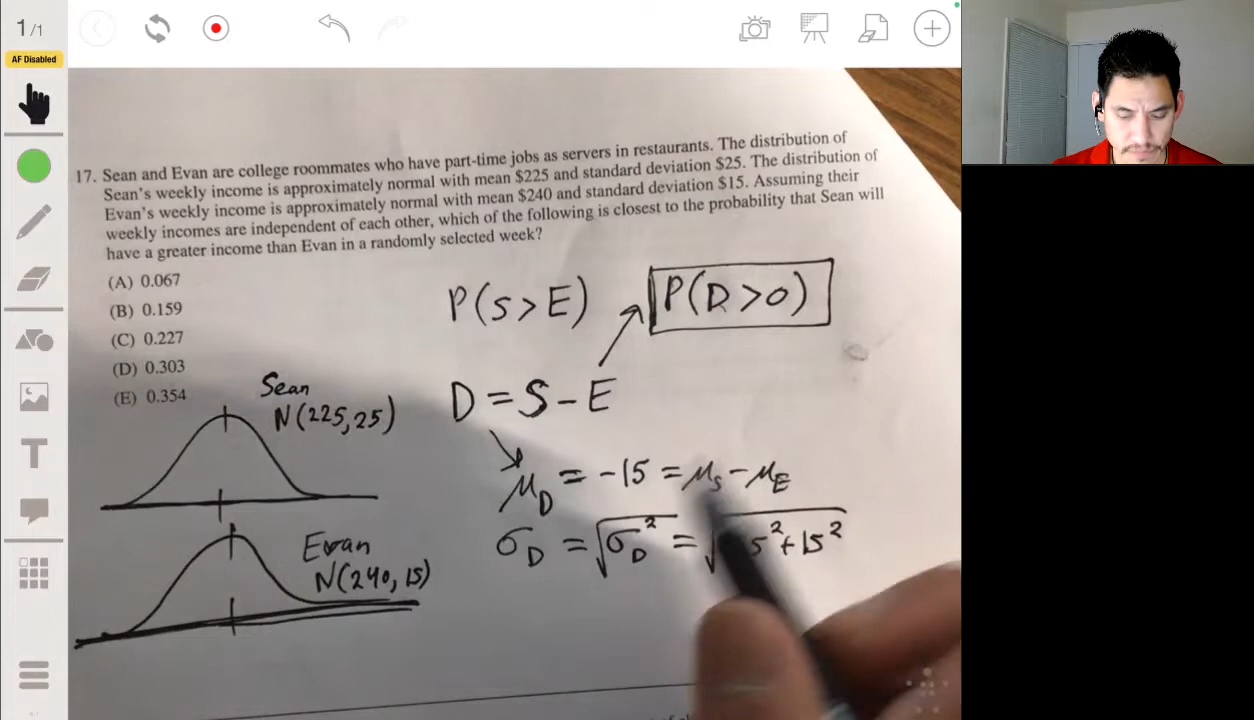 1/1
AF Disabled
17. Sean and Evan are college roommates who have part-time jobs as servers in restaurants. The distribution of
Sean's weekly income is approximately normal with mean $225 and standard deviation $25. The distribution of
Evan's weekly income is approximately normal with mean $240 and standard deviation $15. Assuming their
weekly incomes are independent of each other, which of the following is closest to the probability that Sean will
have a greater income than Evan in a randomly selected week?
(A) 0.067
(B) 0.159
(C) 0.227
(D) 0.303
(E) 0.354
P(S>E)
P(D>0)
D = S - E
Sean
N(225,25)
μD = -15 = μS - μE
σD = √σD² = √ 5² + 15²
Evan
N(240,15)
T